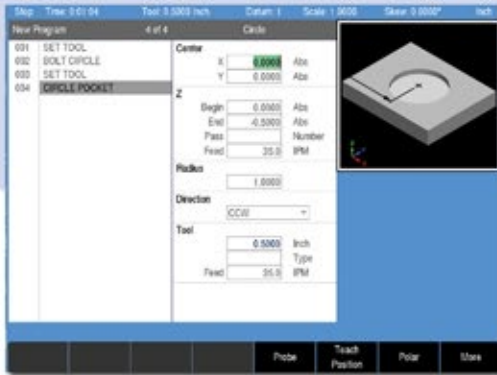 Stop Time: 0:01:04 Tool: 0.5000 Inch Datum: 1 Scale: 1.0000 Skew: 0.0000° Inch
New Program 4 of 4 Circle
001 SET TOOL
002 BOLT CIRCLE
003 SET TOOL
004 CIRCLE POCKET
Center
X 0.0000 Abs
Y 0.0000 Abs
Z
Begin 0.0000 Abs
End -0.5000 Abs
Pass Number
Feed 35.0 IPM
Radius
1.0000
Direction
CCW
Tool
0.5000 Inch
Type
Feed 35.0 IPM
Probe Teach Position Polar More